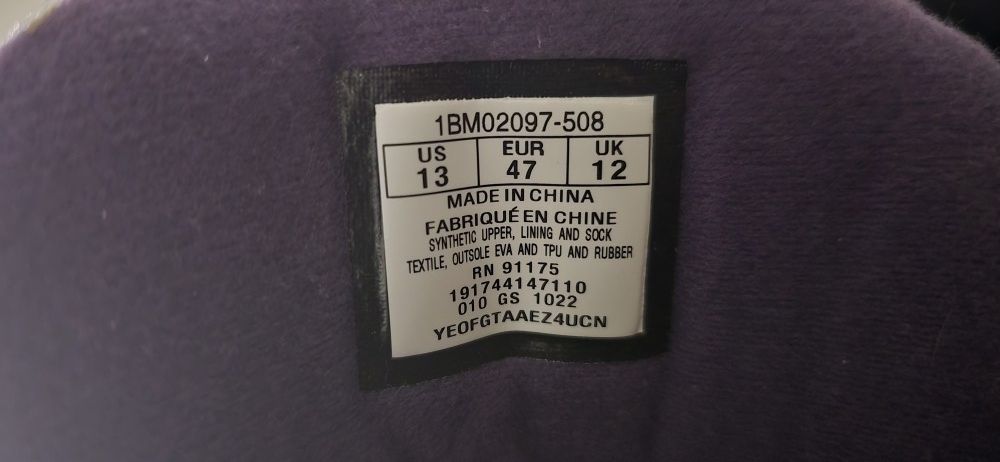 1BM02097-508
US EUR UK
13 47 12
MADE IN CHINA
FABRIQUÉ EN CHINE
SYNTHETIC UPPER, LINING AND SOCK
TEXTILE, OUTSOLE EVA AND TPU AND RUBBER
RN 91175
191744147110
010 GS 1022
YEOFGTAAEZ4UCN